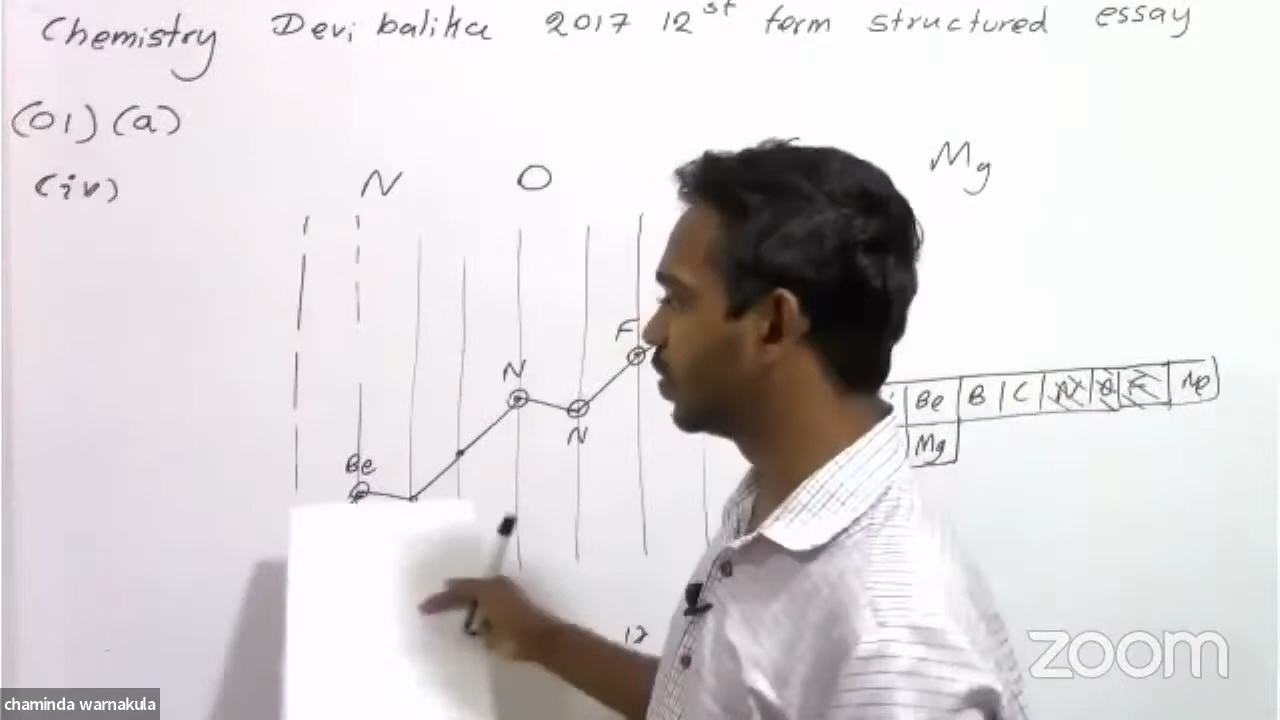 Chemistry Devi balika 2017 12st form structured essay
(01) (a)
(iv) N O Mg
F
N
Be B C N O F Ne
N
Mg
Be
12
zoom
chaminda warnakula